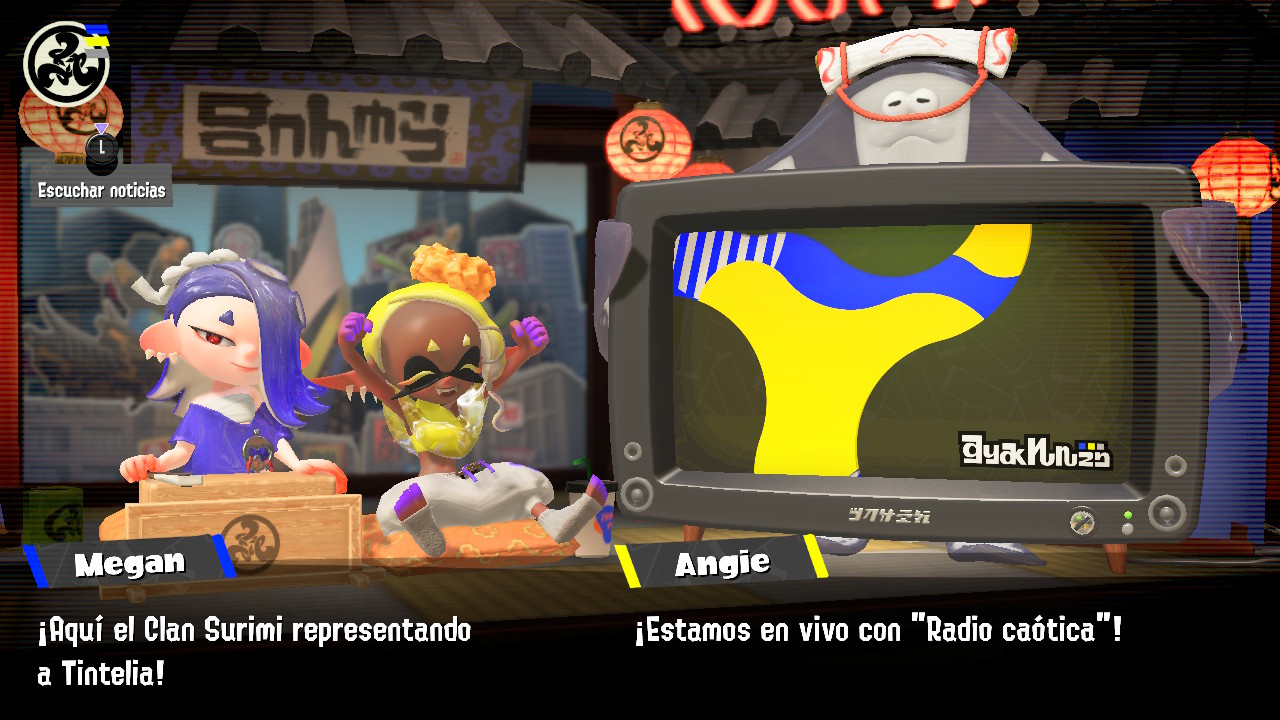 Escuchar noticias
Megan
¡Aquí el Clan Surimi representando
a Tintelia!
Angie
¡Estamos en vivo con "Radio caótica"!